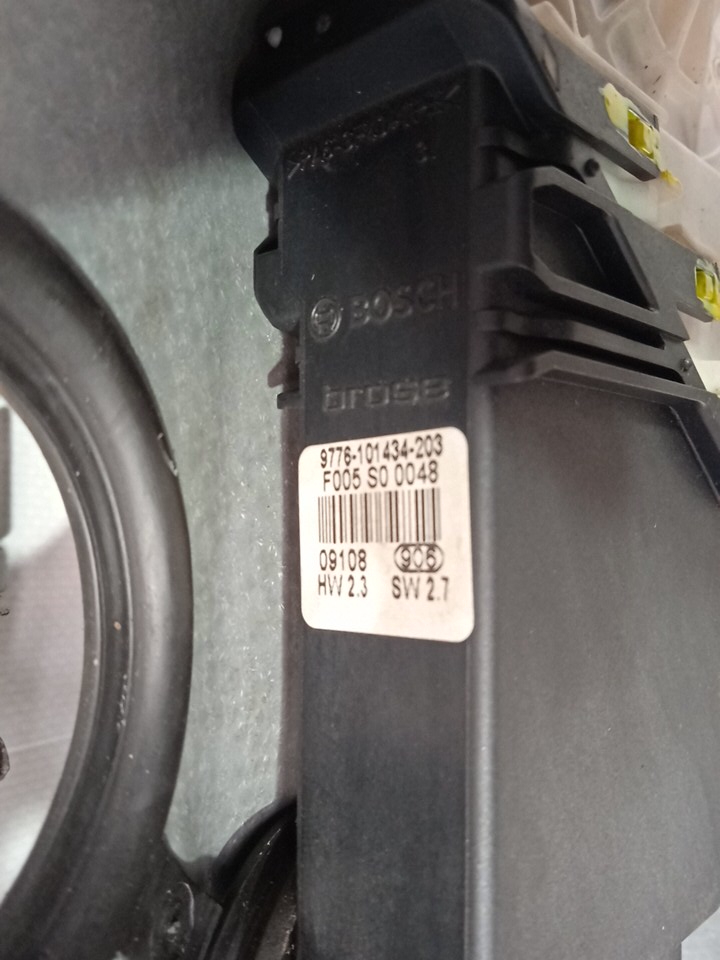 BOSCH
brose
9776-101434-203
F005 S0 0048
09108 906
HW 2.3 SW 2.7